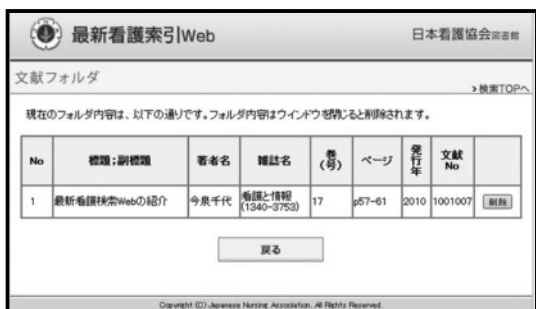 最新看護索引Web
日本看護協会図書館
文献フォルダ
>検索TOPへ
現在のフォルダ内容は、以下の通りです。フォルダ内容はウインドウを閉じると削除されます。
No 標題;副標題 著者名 雑誌名 巻(号) ページ 発行年 文献No
1 最新看護検索Webの紹介 今泉千代 看護と情報(1340-3753) 17 p57-61 2010 1001007 削除
戻る
Copyright (C) Japanese Nursing Association. All Rights Reserved.